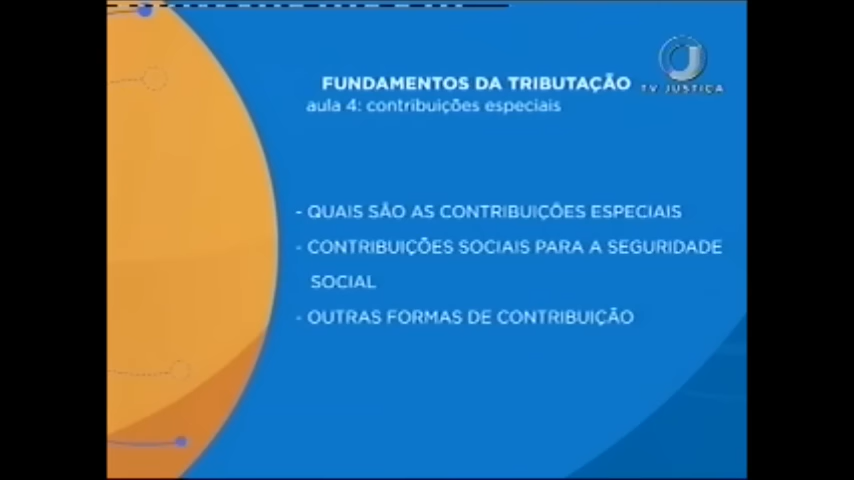 FUNDAMENTOS DA TRIBUTAÇÃO
TV JUSTIÇA
aula 4: contribuições especiais
- QUAIS SÃO AS CONTRIBUIÇÕES ESPECIAIS
- CONTRIBUIÇÕES SOCIAIS PARA A SEGURIDADE
SOCIAL
- OUTRAS FORMAS DE CONTRIBUIÇÃO